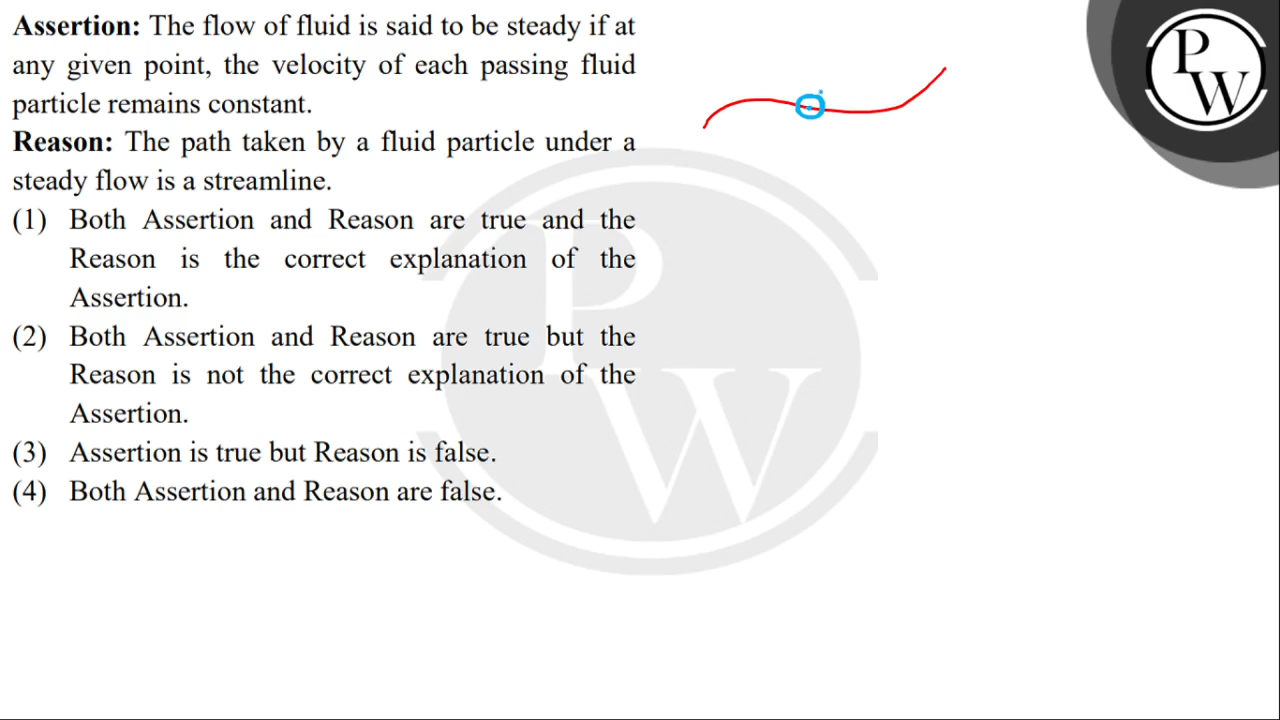 Assertion: The flow of fluid is said to be steady if at
any given point, the velocity of each passing fluid
particle remains constant.
Reason: The path taken by a fluid particle under a
steady flow is a streamline.
(1) Both Assertion and Reason are true and the
Reason is the correct explanation of the
Assertion.
(2) Both Assertion and Reason are true but the
Reason is not the correct explanation of the
Assertion.
(3) Assertion is true but Reason is false.
(4) Both Assertion and Reason are false.
P
W
P
W